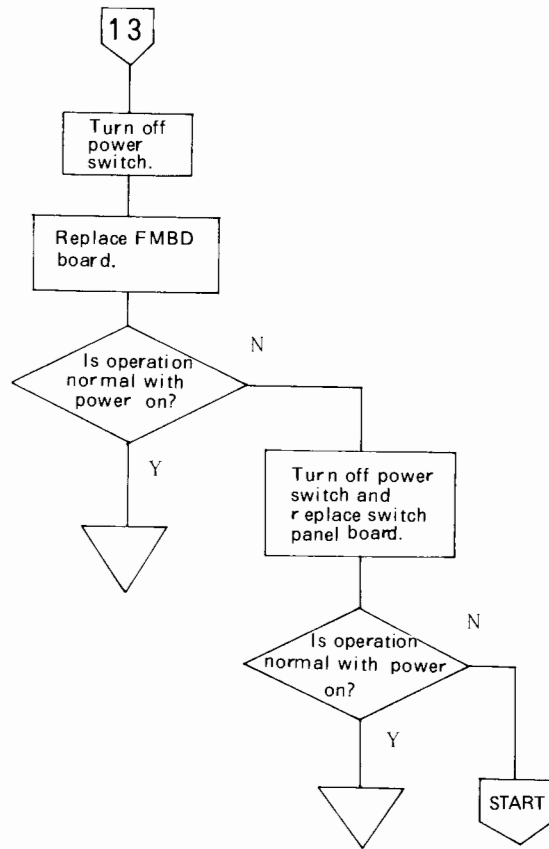 13
Turn off
power
switch.
Replace FMBD
board.
Is operation
normal with
power on?
N
Y
Turn off power
switch and
replace switch
panel board.
Is operation
normal with power
on?
N
Y
START